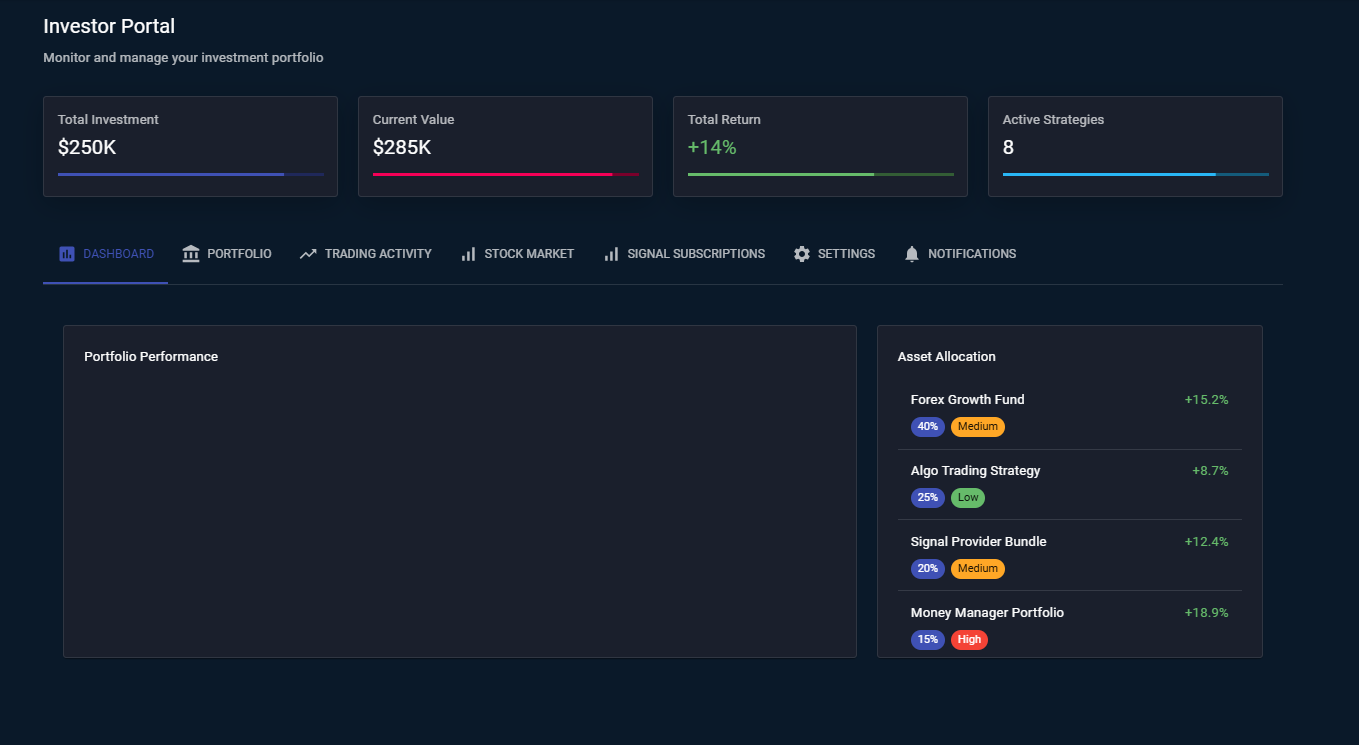 Investor Portal
Monitor and manage your investment portfolio
Total Investment
$250K
Current Value
$285K
Total Return
+14%
Active Strategies
8
DASHBOARD PORTFOLIO TRADING ACTIVITY STOCK MARKET SIGNAL SUBSCRIPTIONS SETTINGS NOTIFICATIONS
Portfolio Performance
Asset Allocation
Forex Growth Fund +15.2%
40% Medium
Algo Trading Strategy +8.7%
25% Low
Signal Provider Bundle +12.4%
20% Medium
Money Manager Portfolio +18.9%
15% High